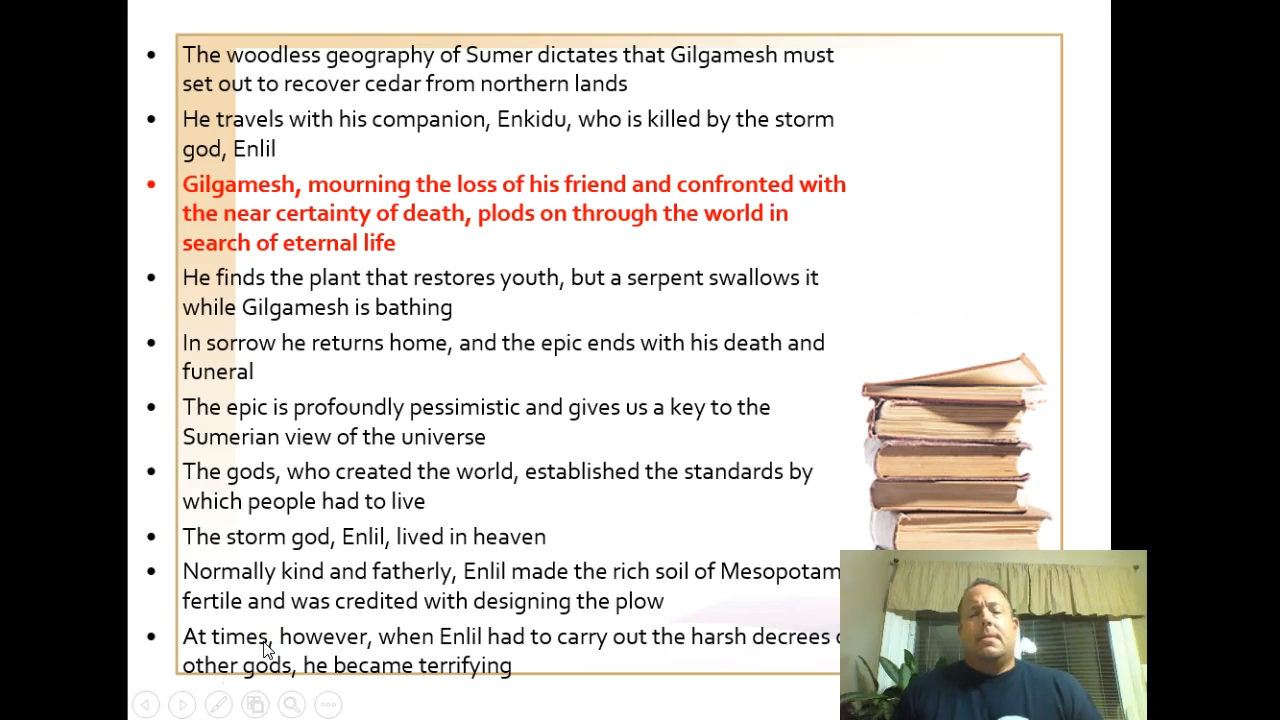 • The woodless geography of Sumer dictates that Gilgamesh must
set out to recover cedar from northern lands
• He travels with his companion, Enkidu, who is killed by the storm
god, Enlil
• Gilgamesh, mourning the loss of his friend and confronted with
the near certainty of death, plods on through the world in
search of eternal life
• He finds the plant that restores youth, but a serpent swallows it
while Gilgamesh is bathing
• In sorrow he returns home, and the epic ends with his death and
funeral
• The epic is profoundly pessimistic and gives us a key to the
Sumerian view of the universe
• The gods, who created the world, established the standards by
which people had to live
• The storm god, Enlil, lived in heaven
• Normally kind and fatherly, Enlil made the rich soil of Mesopotam
fertile and was credited with designing the plow
• At times, however, when Enlil had to carry out the harsh decrees
other gods, he became terrifying